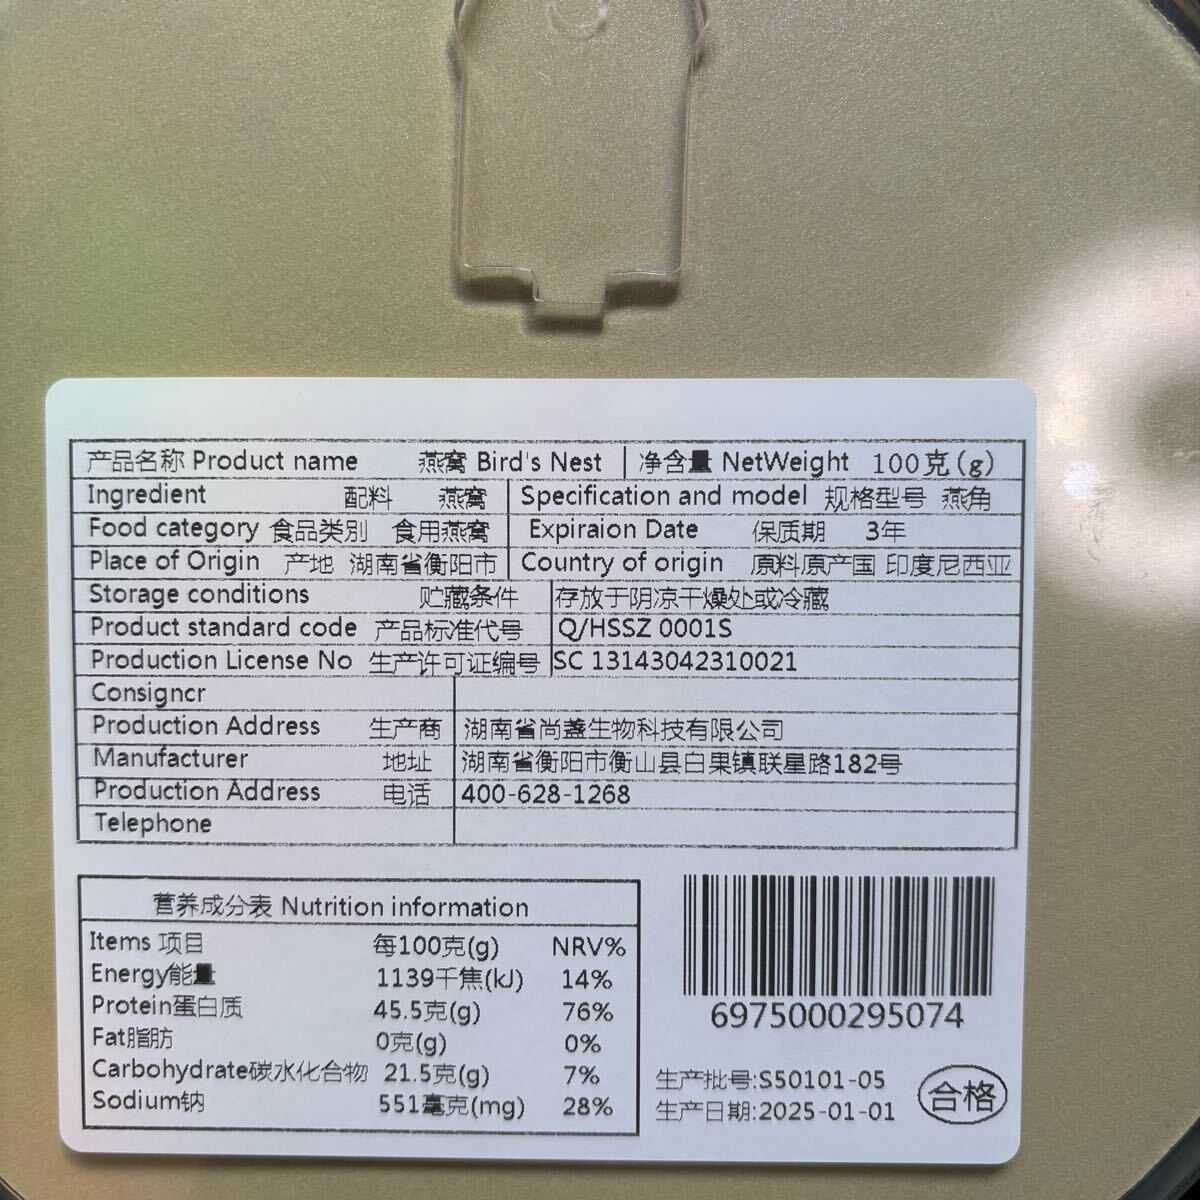 产品名称 Product name 燕窝 Bird's Nest 净含量 NetWeight 100克(g)
Ingredient 配料 燕窝 Specification and model 规格型号 燕角
Food category 食品类别 食用燕窝 Expiraion Date 保质期 3年
Place of Origin 产地 湖南省衡阳市 Country of origin 原料原产国 印度尼西亚
Storage conditions 贮藏条件 存放于阴凉干燥处或冷藏
Product standard code 产品标准代号 Q/HSSZ 0001S
Production License No 生产许可证编号 SC 13143042310021
Consigncr
Production Address 生产商 湖南省尚盏生物科技有限公司
Manufacturer 地址 湖南省衡阳市衡山县白果镇联星路182号
Production Address 电话 400-628-1268
Telephone
营养成分表 Nutrition information
Items 项目 每100克(g) NRV%
Energy能量 1139千焦(kJ) 14%
Protein蛋白质 45.5克(g) 76%
Fat脂肪 0克(g) 0%
Carbohydrate碳水化合物 21.5克(g) 7%
Sodium钠 551毫克(mg) 28%
6975000295074
生产批号:S50101-05
生产日期:2025-01-01
合格